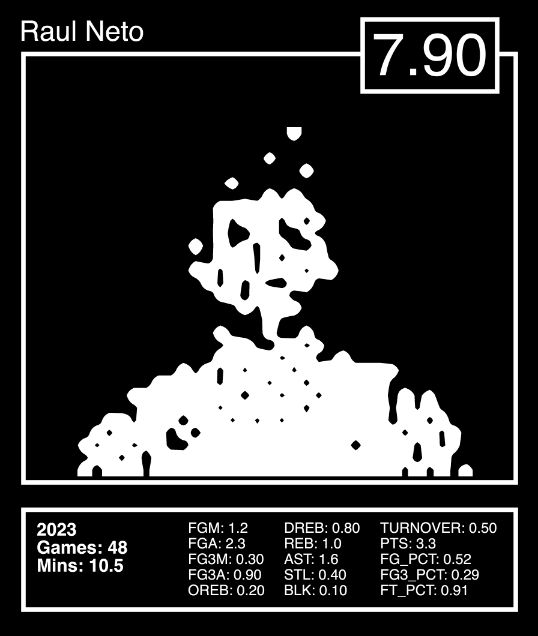 Raul Neto
7.90
2023
Games: 48
Mins: 10.5
FGM: 1.2
FGA: 2.3
FG3M: 0.30
FG3A: 0.90
OREB: 0.20
DREB: 0.80
REB: 1.0
AST: 1.6
STL: 0.40
BLK: 0.10
TURNOVER: 0.50
PTS: 3.3
FG_PCT: 0.52
FG3_PCT: 0.29
FT_PCT: 0.91